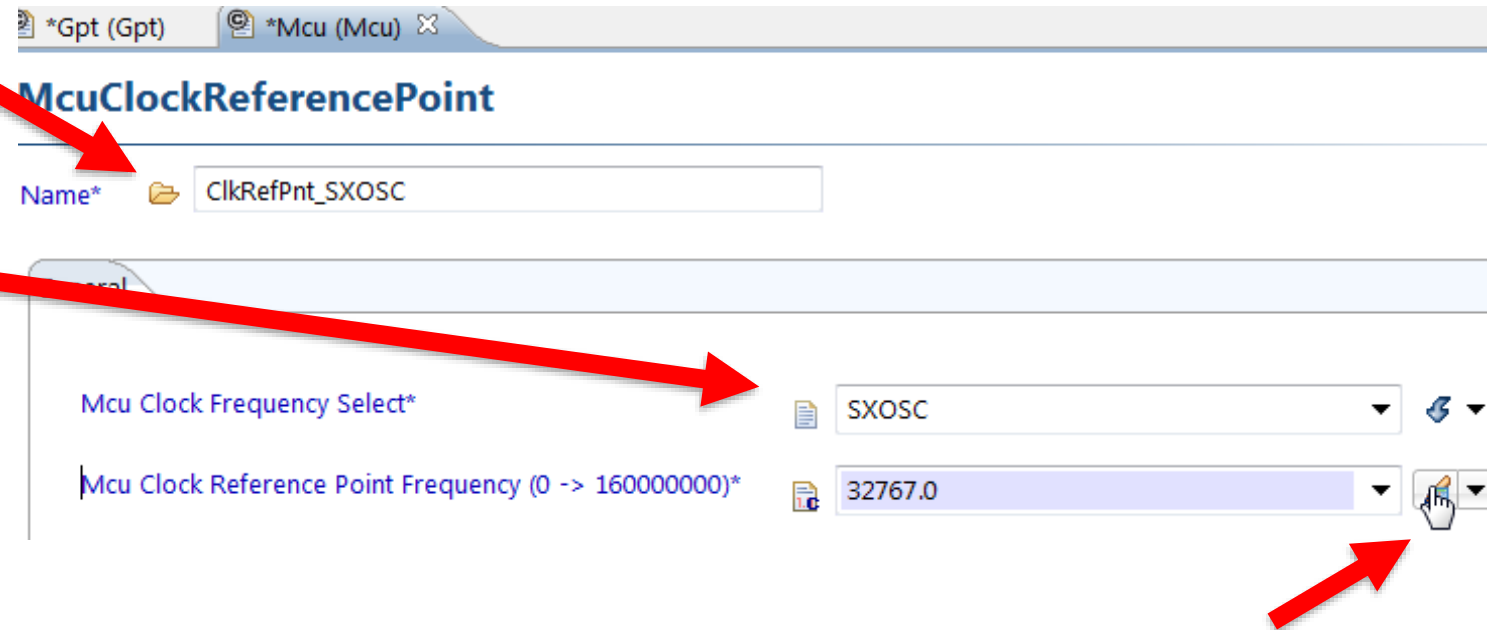 *Gpt (Gpt) *Mcu (Mcu)
McuClockReferencePoint
Name* ClkRefPnt_SXOSC
General
Mcu Clock Frequency Select* SXOSC
Mcu Clock Reference Point Frequency (0 -> 160000000)* 32767.0